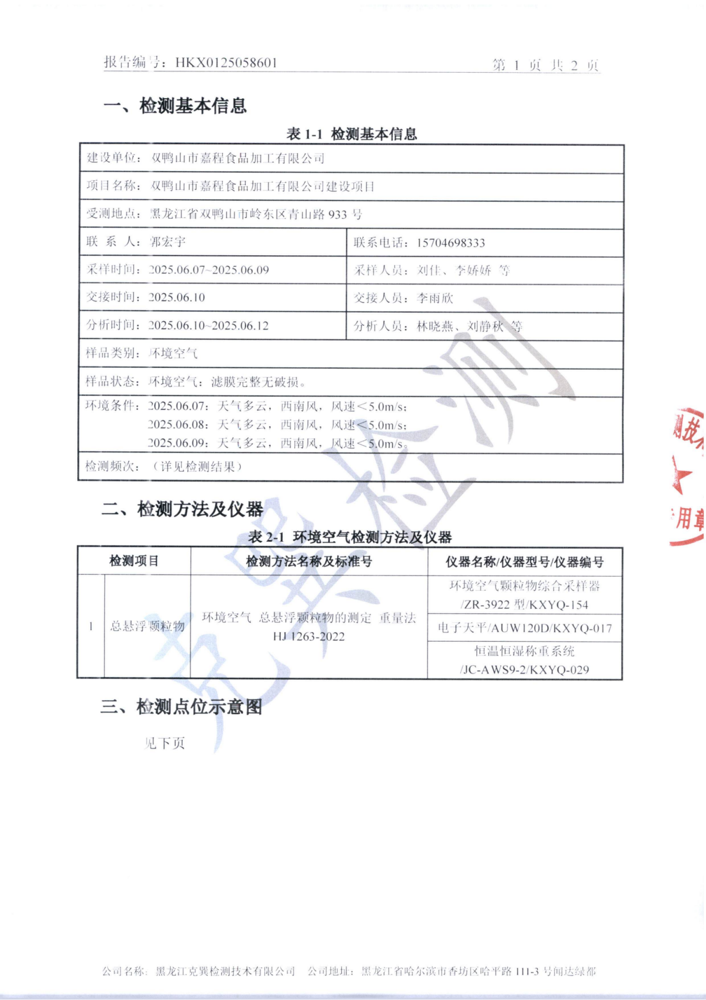 报告编号：HKX0125058601
第 1 页 共 2 页
一、检测基本信息
表 1-1 检测基本信息
建设单位：双鸭山市嘉程食品加工有限公司
项目名称：双鸭山市嘉程食品加工有限公司建设项目
受测地点：黑龙江省双鸭山市岭东区青山路 933 号
联 系 人：郭宏宇
联系电话：15704698333
采样时间：2025.06.07~2025.06.09
采样人员：刘佳、李娇娇 等
交接时间：2025.06.10
交接人员：李雨欣
分析时间：2025.06.10~2025.06.12
分析人员：林晓燕、刘静秋 等
样品类别：环境空气
样品状态：环境空气：滤膜完整无破损。
环境条件：2025.06.07：天气多云，西南风，风速＜5.0m/s；
2025.06.08：天气多云，西南风，风速＜5.0m/s；
2025.06.09：天气多云，西南风，风速＜5.0m/s。
检测频次：（详见检测结果）
克巽检测
测技术
专用章
二、检测方法及仪器
表 2-1 环境空气检测方法及仪器
检测项目
检测方法名称及标准号
仪器名称/仪器型号/仪器编号
1
总悬浮颗粒物
环境空气 总悬浮颗粒物的测定 重量法
HJ 1263-2022
环境空气颗粒物综合采样器
/ZR-3922 型/KXYQ-154
电子天平/AUW120D/KXYQ-017
恒温恒湿称重系统
/JC-AWS9-2/KXYQ-029
三、检测点位示意图
见下页
公司名称：黑龙江克巽检测技术有限公司 公司地址：黑龙江省哈尔滨市香坊区哈平路 111-3 号闻达绿都